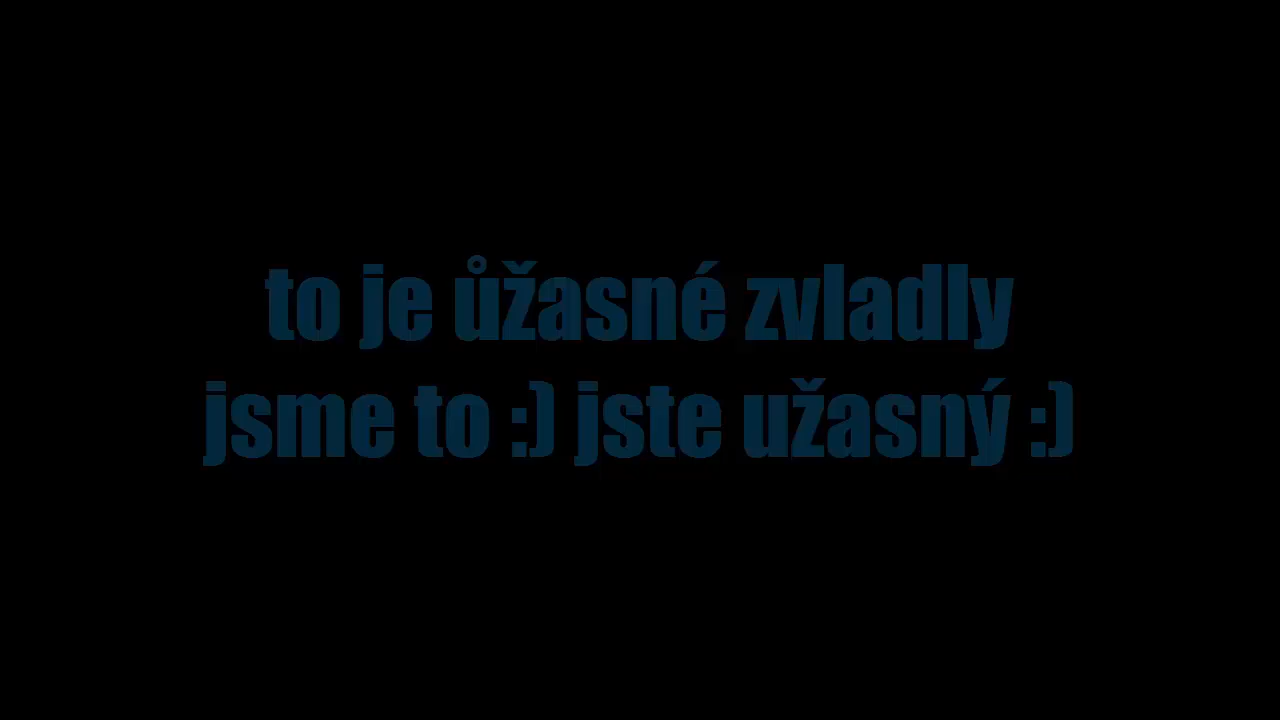 to je ůžasné zvladly
jsme to :) jste užasný :)